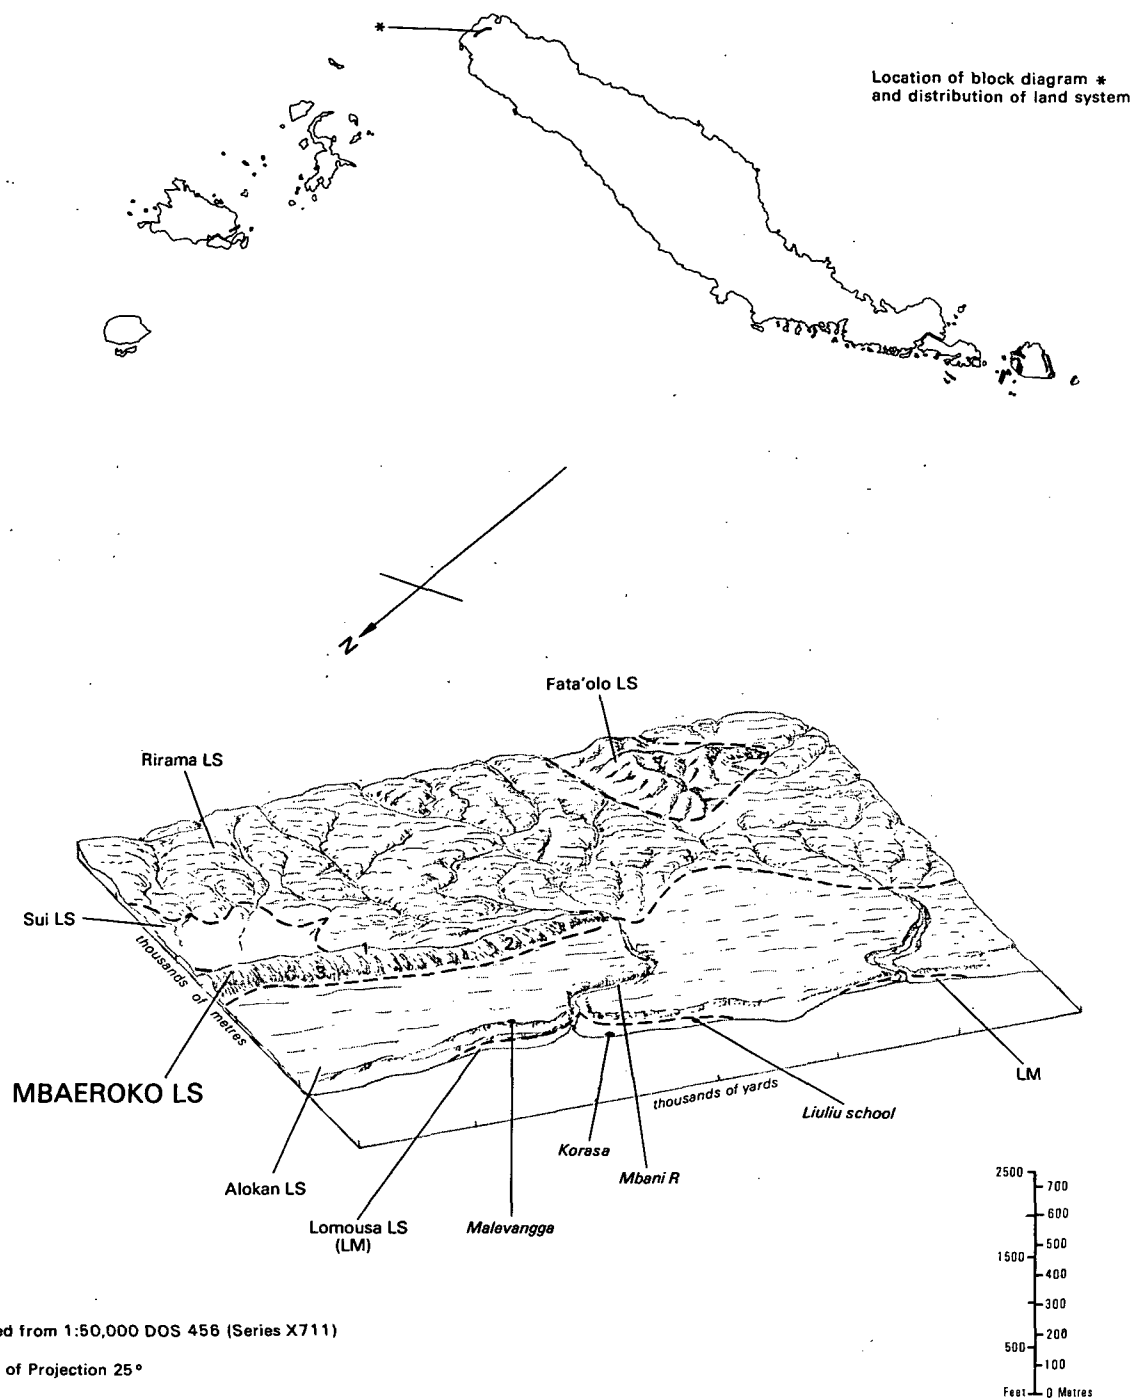 *
Location of block diagram *
and distribution of land system
N
Fata'olo LS
Rirama LS
Sui LS
1
2
3
thousands of metres
MBAEROKO LS
LM
thousands of yards
Liuliu school
Korasa
Mbani R
Alokan LS
Lomousa LS
(LM)
Malevangga
2500
700
600
500
1500
400
300
200
500
100
Feet
0 Metres
ed from 1:50,000 DOS 456 (Series X711)
of Projection 25°